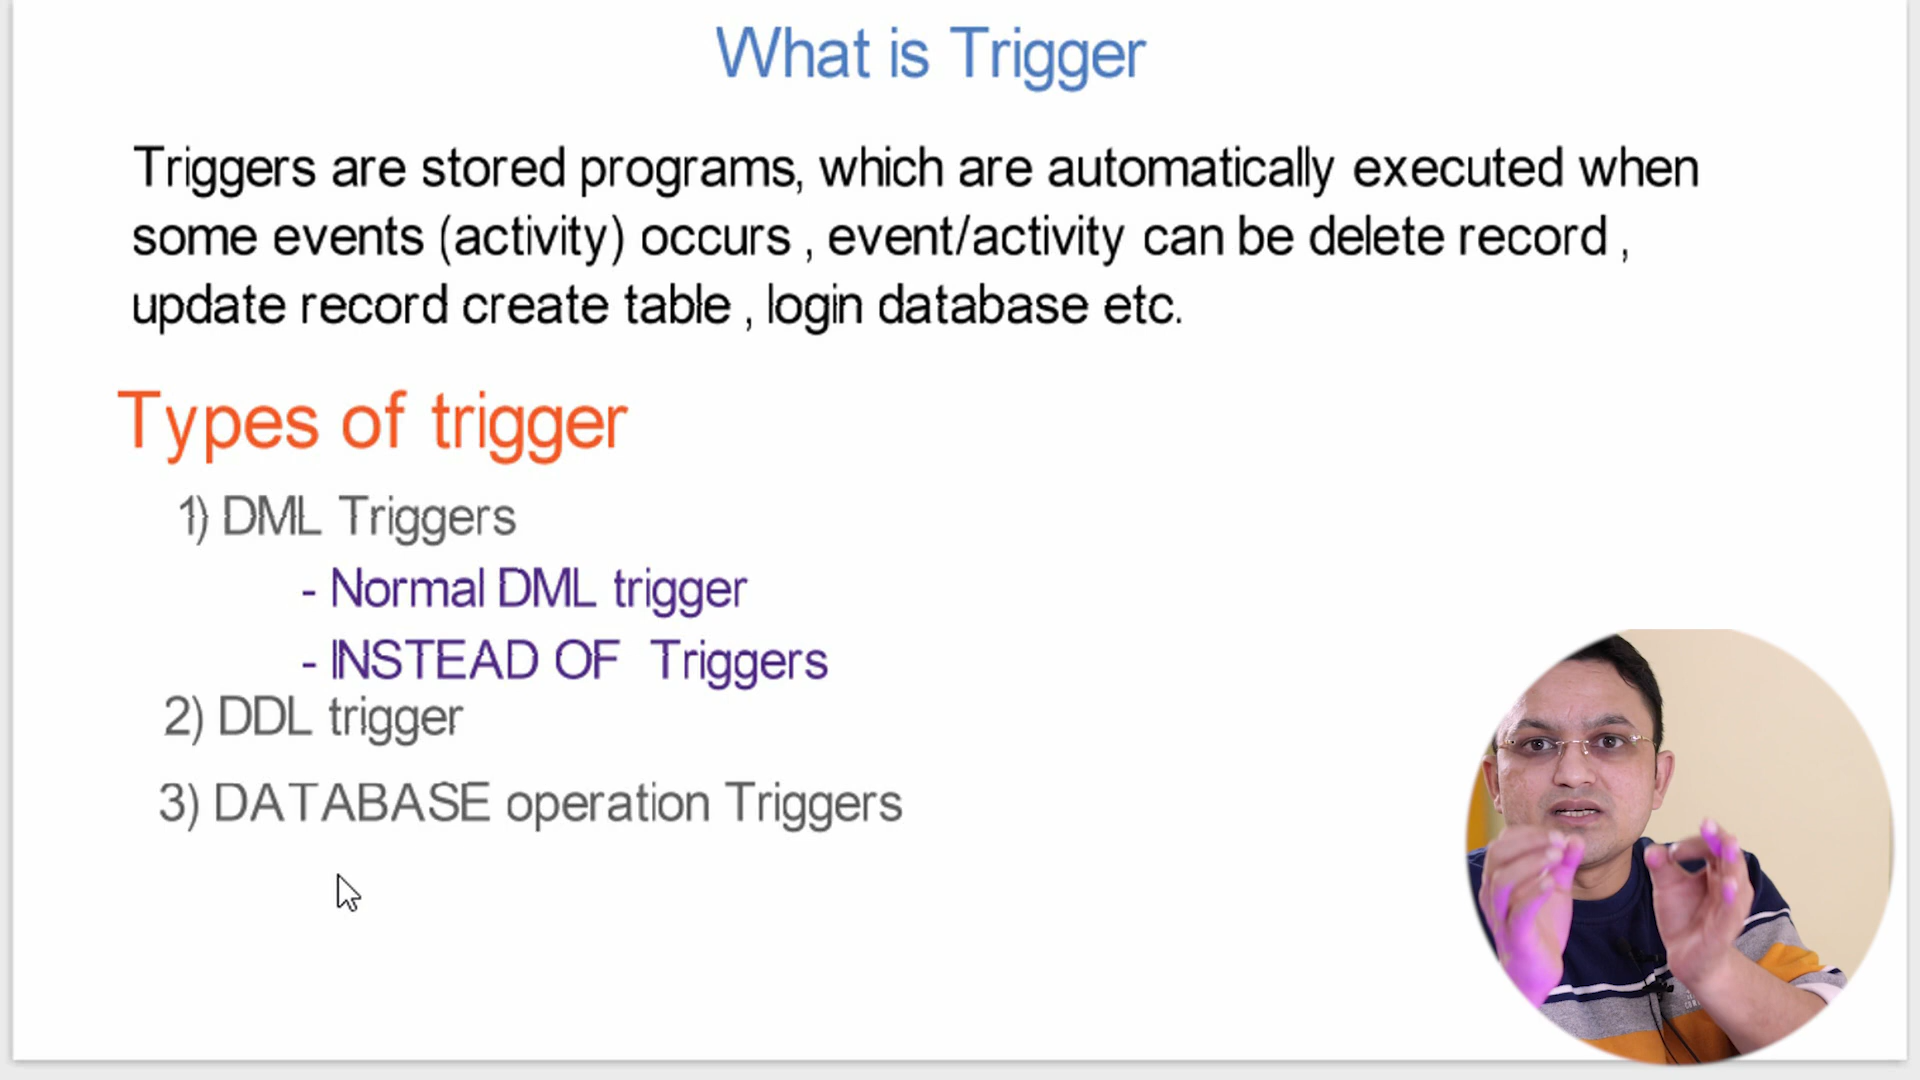 What is Trigger
Triggers are stored programs, which are automatically executed when
some events (activity) occurs , event/activity can be delete record ,
update record create table , login database etc.
Types of trigger
1) DML Triggers
- Normal DML trigger
- INSTEAD OF Triggers
2) DDL trigger
3) DATABASE operation Triggers